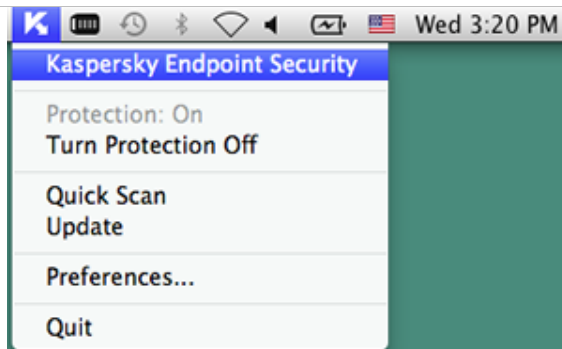 Wed 3:20 PM
Kaspersky Endpoint Security
Protection: On
Turn Protection Off
Quick Scan
Update
Preferences...
Quit